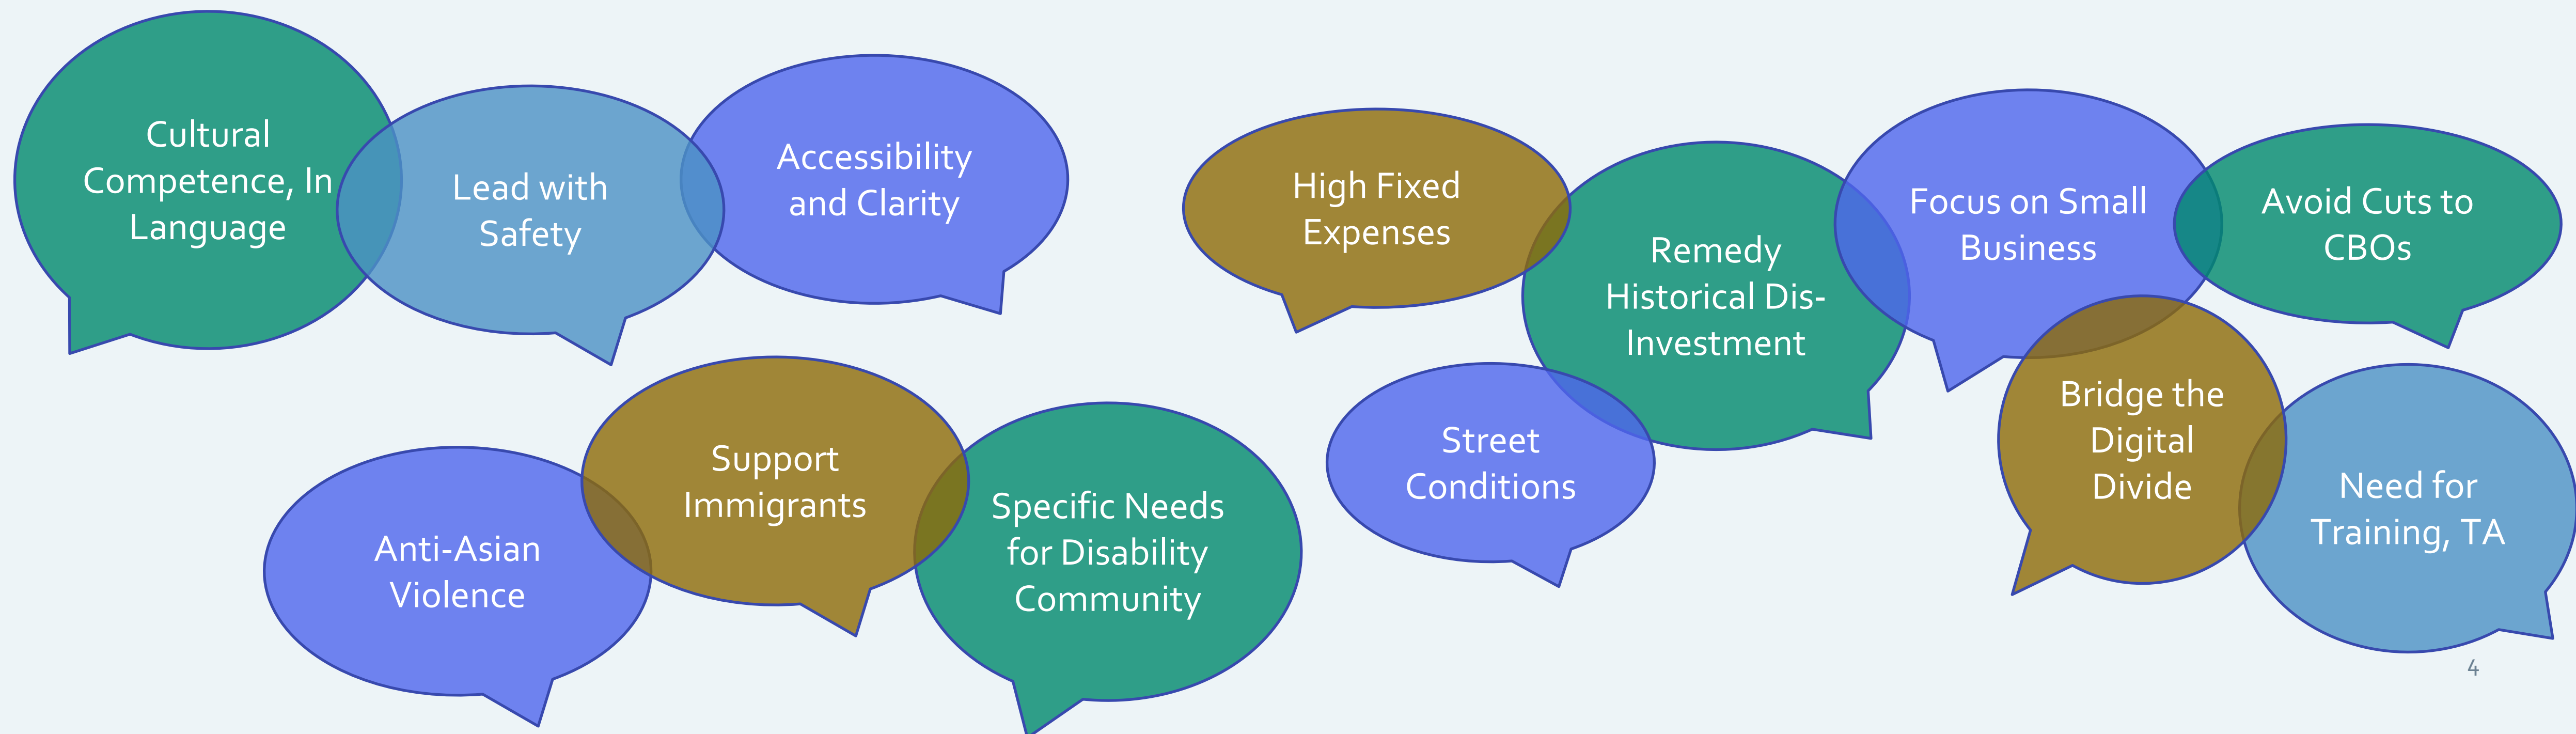 Cultural
Competence, In
Language
Lead with
Safety
Accessibility
and Clarity
Anti-Asian
Violence
Support
Immigrants
Specific Needs
for Disability
Community
High Fixed
Expenses
Remedy
Historical Dis-
Investment
Street
Conditions
Focus on Small
Business
Avoid Cuts to
CBOs
Bridge the
Digital
Divide
Need for
Training, TA
4